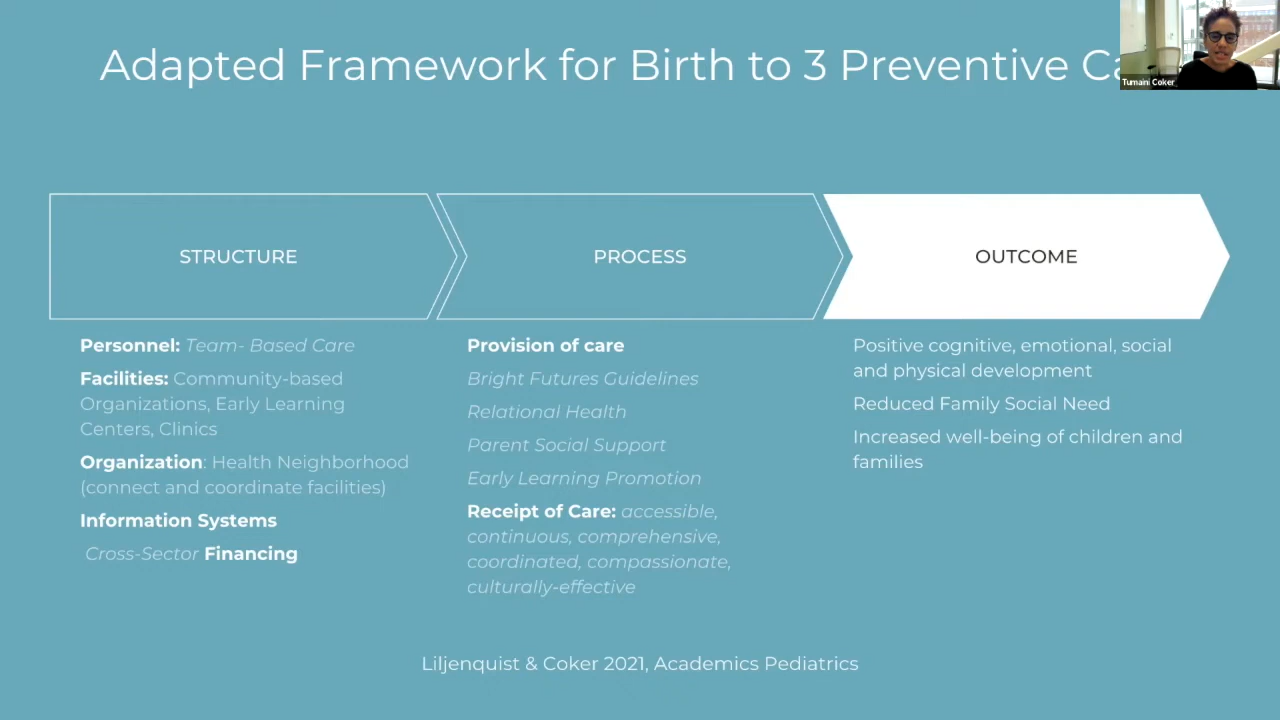 Adapted Framework for Birth to 3 Preventive Ca
Tumaini Coker
STRUCTURE
PROCESS
OUTCOME
Personnel: Team- Based Care
Facilities: Community-based
Organizations, Early Learning
Centers, Clinics
Organization: Health Neighborhood
(connect and coordinate facilities)
Information Systems
Cross-Sector Financing
Provision of care
Bright Futures Guidelines
Relational Health
Parent Social Support
Early Learning Promotion
Receipt of Care: accessible,
continuous, comprehensive,
coordinated, compassionate,
culturally-effective
Positive cognitive, emotional, social
and physical development
Reduced Family Social Need
Increased well-being of children and
families
Liljenquist & Coker 2021, Academics Pediatrics